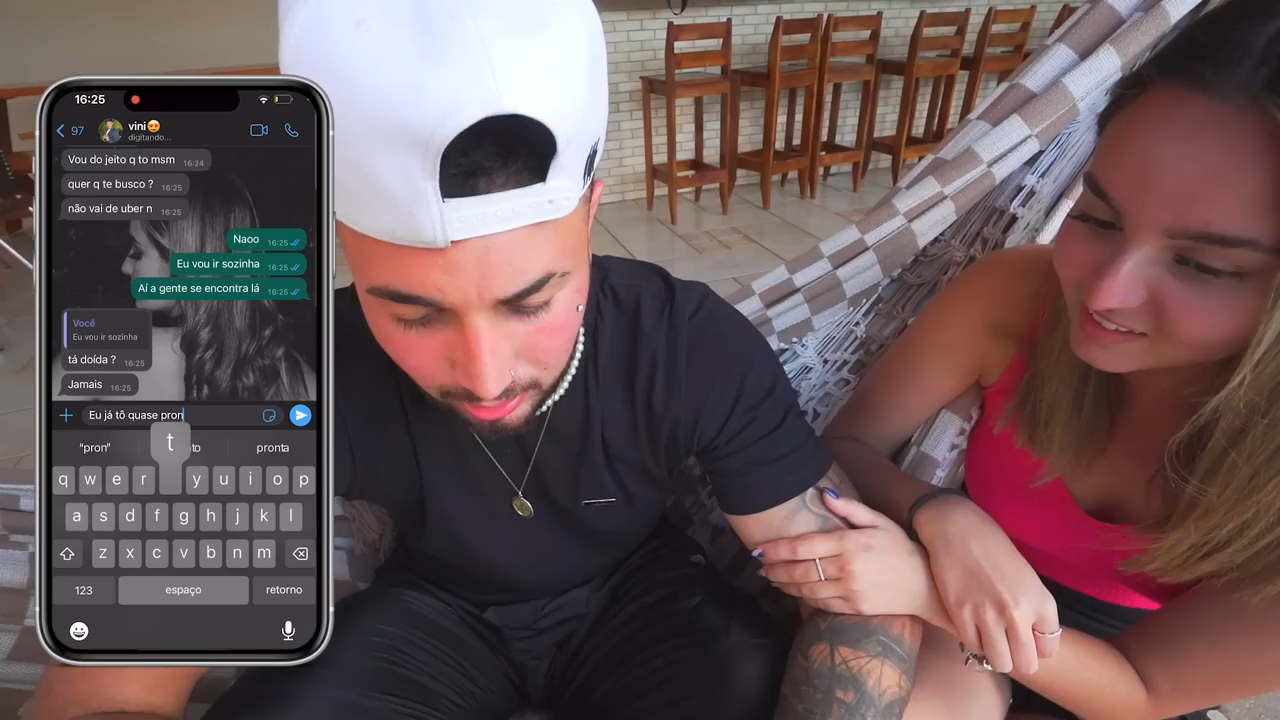 16:25
97
vini😍
digitando...
Vou do jeito q to msm 16:24
quer q te busco ? 16:25
não vai de uber n 16:25
Naoo 16:25
Eu vou ir sozinha 16:25
Aí a gente se encontra lá 16:25
Você
Eu vou ir sozinha
tá doída ? 16:25
Jamais 16:25
Eu já tô quase pron
"pron" to pronta
t
q w e r y u i o p
a s d f g h j k l
z x c v b n m
123 espaço retorno